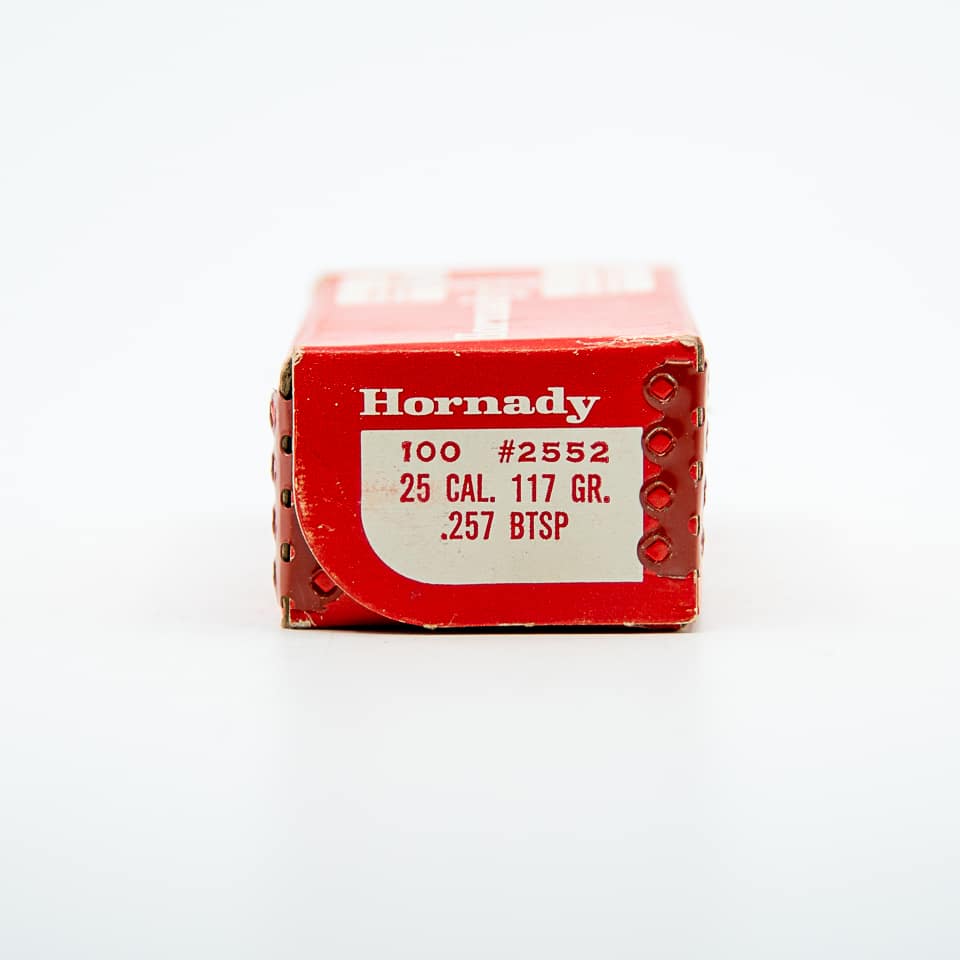 Hornady
100 #2552
25 CAL. 117 GR.
.257 BTSP